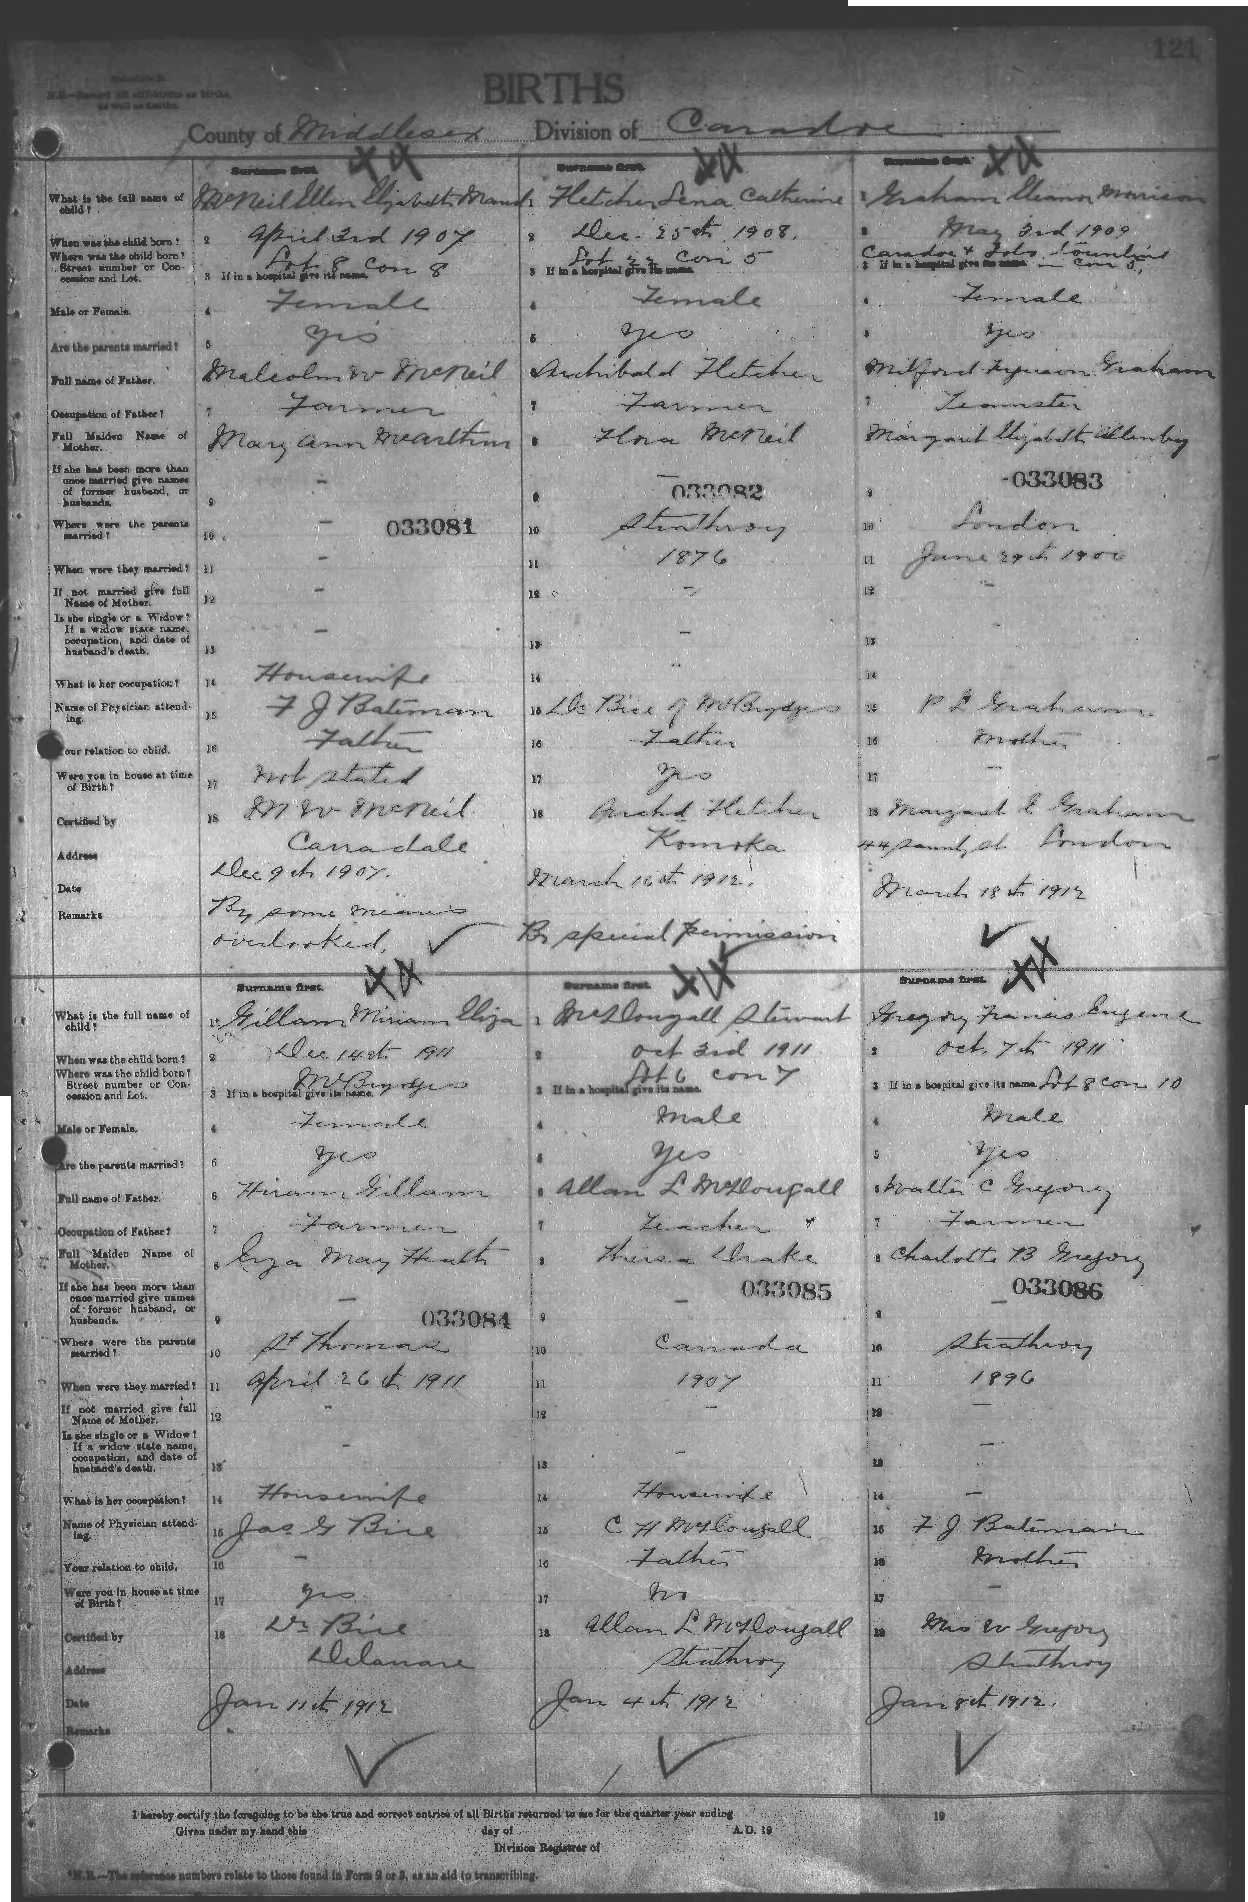 121
BIRTHS
County of Middlesex Division of Caradoc
Surname first.
What is the full name of child? McNeil Ellen Elizabeth Maud
When was the child born? 2 April 3rd 1907
Where was the child born? Street number or Concession and Lot. 3 If in a hospital give its name. Lot 8 Con 8
Male or Female. 4 Female
Are the parents married? 5 Yes
Full name of Father. Malcolm W McNeil
Occupation of Father? 7 Farmer
Full Maiden Name of Mother. Mary Ann McArthur
If she has been more than once married give names of former husband, or husbands. 9 -
Where were the parents married? 10 - 033081
When were they married? 11 -
If not married give full Name of Mother. 12 -
Is she single or a Widow? If a widow state name, occupation, and date of husband's death. 13 -
What is her occupation? 14 Housewife
Name of Physician attending. 15 F J Bateman
Your relation to child. 16 Father
Were you in house at time of Birth? 17 Not stated
Certified by 18 M W McNeil
Address Carradale
Date Dec 9th 1907.
Remarks By some means
overlooked.
Surname first.
1 Fletcher Lena Catherine
2 Dec. 25th 1908.
3 If in a hospital give its name. Lot 22 Con 5
4 Female
5 Yes
Archibald Fletcher
7 Farmer
8 Flora McNeil
9 - 033082
10 Strathroy
11 1876
12 -
13 -
14
15 Dr Bice of Mt Brydges
16 Father
17 Yes
18 Archd Fletcher
Komoka
March 16th 1912.
By special permission
Surname first.
1 Graham Eleanor Morrison
2 May 3rd 1909
Caradoc & Lobo Townline
3 If in a hospital give its name. Con 5,
4 Female
5 Yes
Milford Ferguson Graham
7 Teamster
Margaret Elizabeth Allenby
9 - 033083
10 London
11 June 29th 1906
12 -
13 -
14
15 P L Graham
16 Mother
17 -
18 Margaret E Graham
London
March 18th 1912
Surname first.
What is the full name of child? 1 Gillam Miriam Eliza
When was the child born? 2 Dec 14th 1911
Where was the child born? Street number or Concession and Lot. 3 If in a hospital give its name. Mt Brydges
Male or Female. 4 Female
Are the parents married? 5 Yes
Full name of Father. 6 Hiram Gillam
Occupation of Father? 7 Farmer
Full Maiden Name of Mother. 8 May Heath
If she has been more than once married give names of former husband, or husbands. 9 - 033084
Where were the parents married? 10 St Thomas
When were they married? 11 April 26th 1911
If not married give full Name of Mother. 12 -
Is she single or a Widow? If a widow state name, occupation, and date of husband's death. 13 -
What is her occupation? 14 Housewife
Name of Physician attending. 15 Jas G Bice
Your relation to child. 16 -
Were you in house at time of Birth? 17 Yes
Certified by 18 Dr Bice
Address Delaware
Date Jan 11th 1912
Remarks
Surname first.
1 McDougall Stewart
2 Oct 3rd 1911
3 If in a hospital give its name. Lot 6 con 7
4 Male
5 Yes
6 Allan L McDougall
7 Teacher
8 Theresa Drake
9 - 033085
10 Canada
11 1907
12 -
13 -
14 Housewife
15 C H McDougall
16 Father
17 No
18 Allan L McDougall
Strathroy
Jan 4th 1912
Surname first.
Gregory Francis Eugene
2 Oct. 7th 1911
3 If in a hospital give its name. Lot 8 con 10
4 Male
5 Yes
6 Walter C Gregory
7 Farmer
8 Charlotte B Gregory
9 - 033086
10 Strathroy
11 1896
12 -
13 -
14 -
15 F J Bateman
16 Mother
17 -
18 Mrs W Gregory
Strathroy
Jan 8th 1912.
I hereby certify the foregoing to be the true and correct entries of all Births returned to me for the quarter year ending 19
Given under my hand this day of A.D. 19
Division Registrar of
*N.B.—The reference numbers relate to those found in Form 2 or 3, as an aid to transcribing.